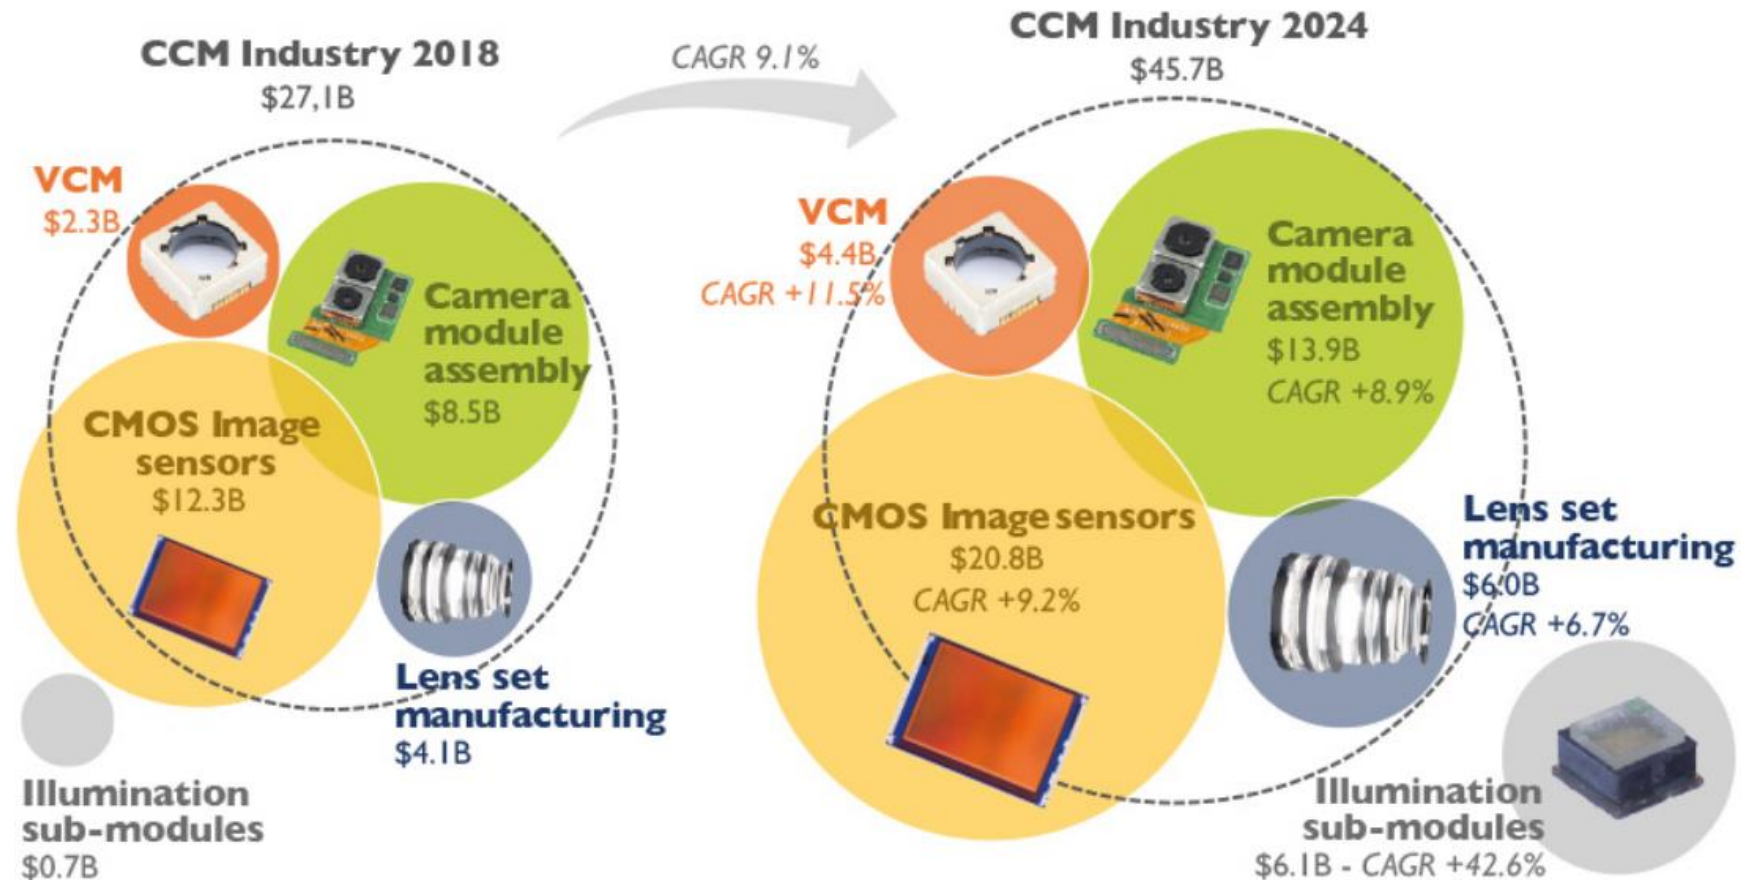 CCM Industry 2018
$27,1B
CAGR 9.1%
CCM Industry 2024
$45.7B
VCM
$2.3B
Camera
module
assembly
$8.5B
CMOS Image
sensors
$12.3B
Lens set
manufacturing
$4.1B
Illumination
sub-modules
$0.7B
VCM
$4.4B
CAGR +11.5%
Camera
module
assembly
$13.9B
CAGR +8.9%
CMOS Image sensors
$20.8B
CAGR +9.2%
Lens set
manufacturing
$6.0B
CAGR +6.7%
Illumination
sub-modules
$6.1B - CAGR +42.6%